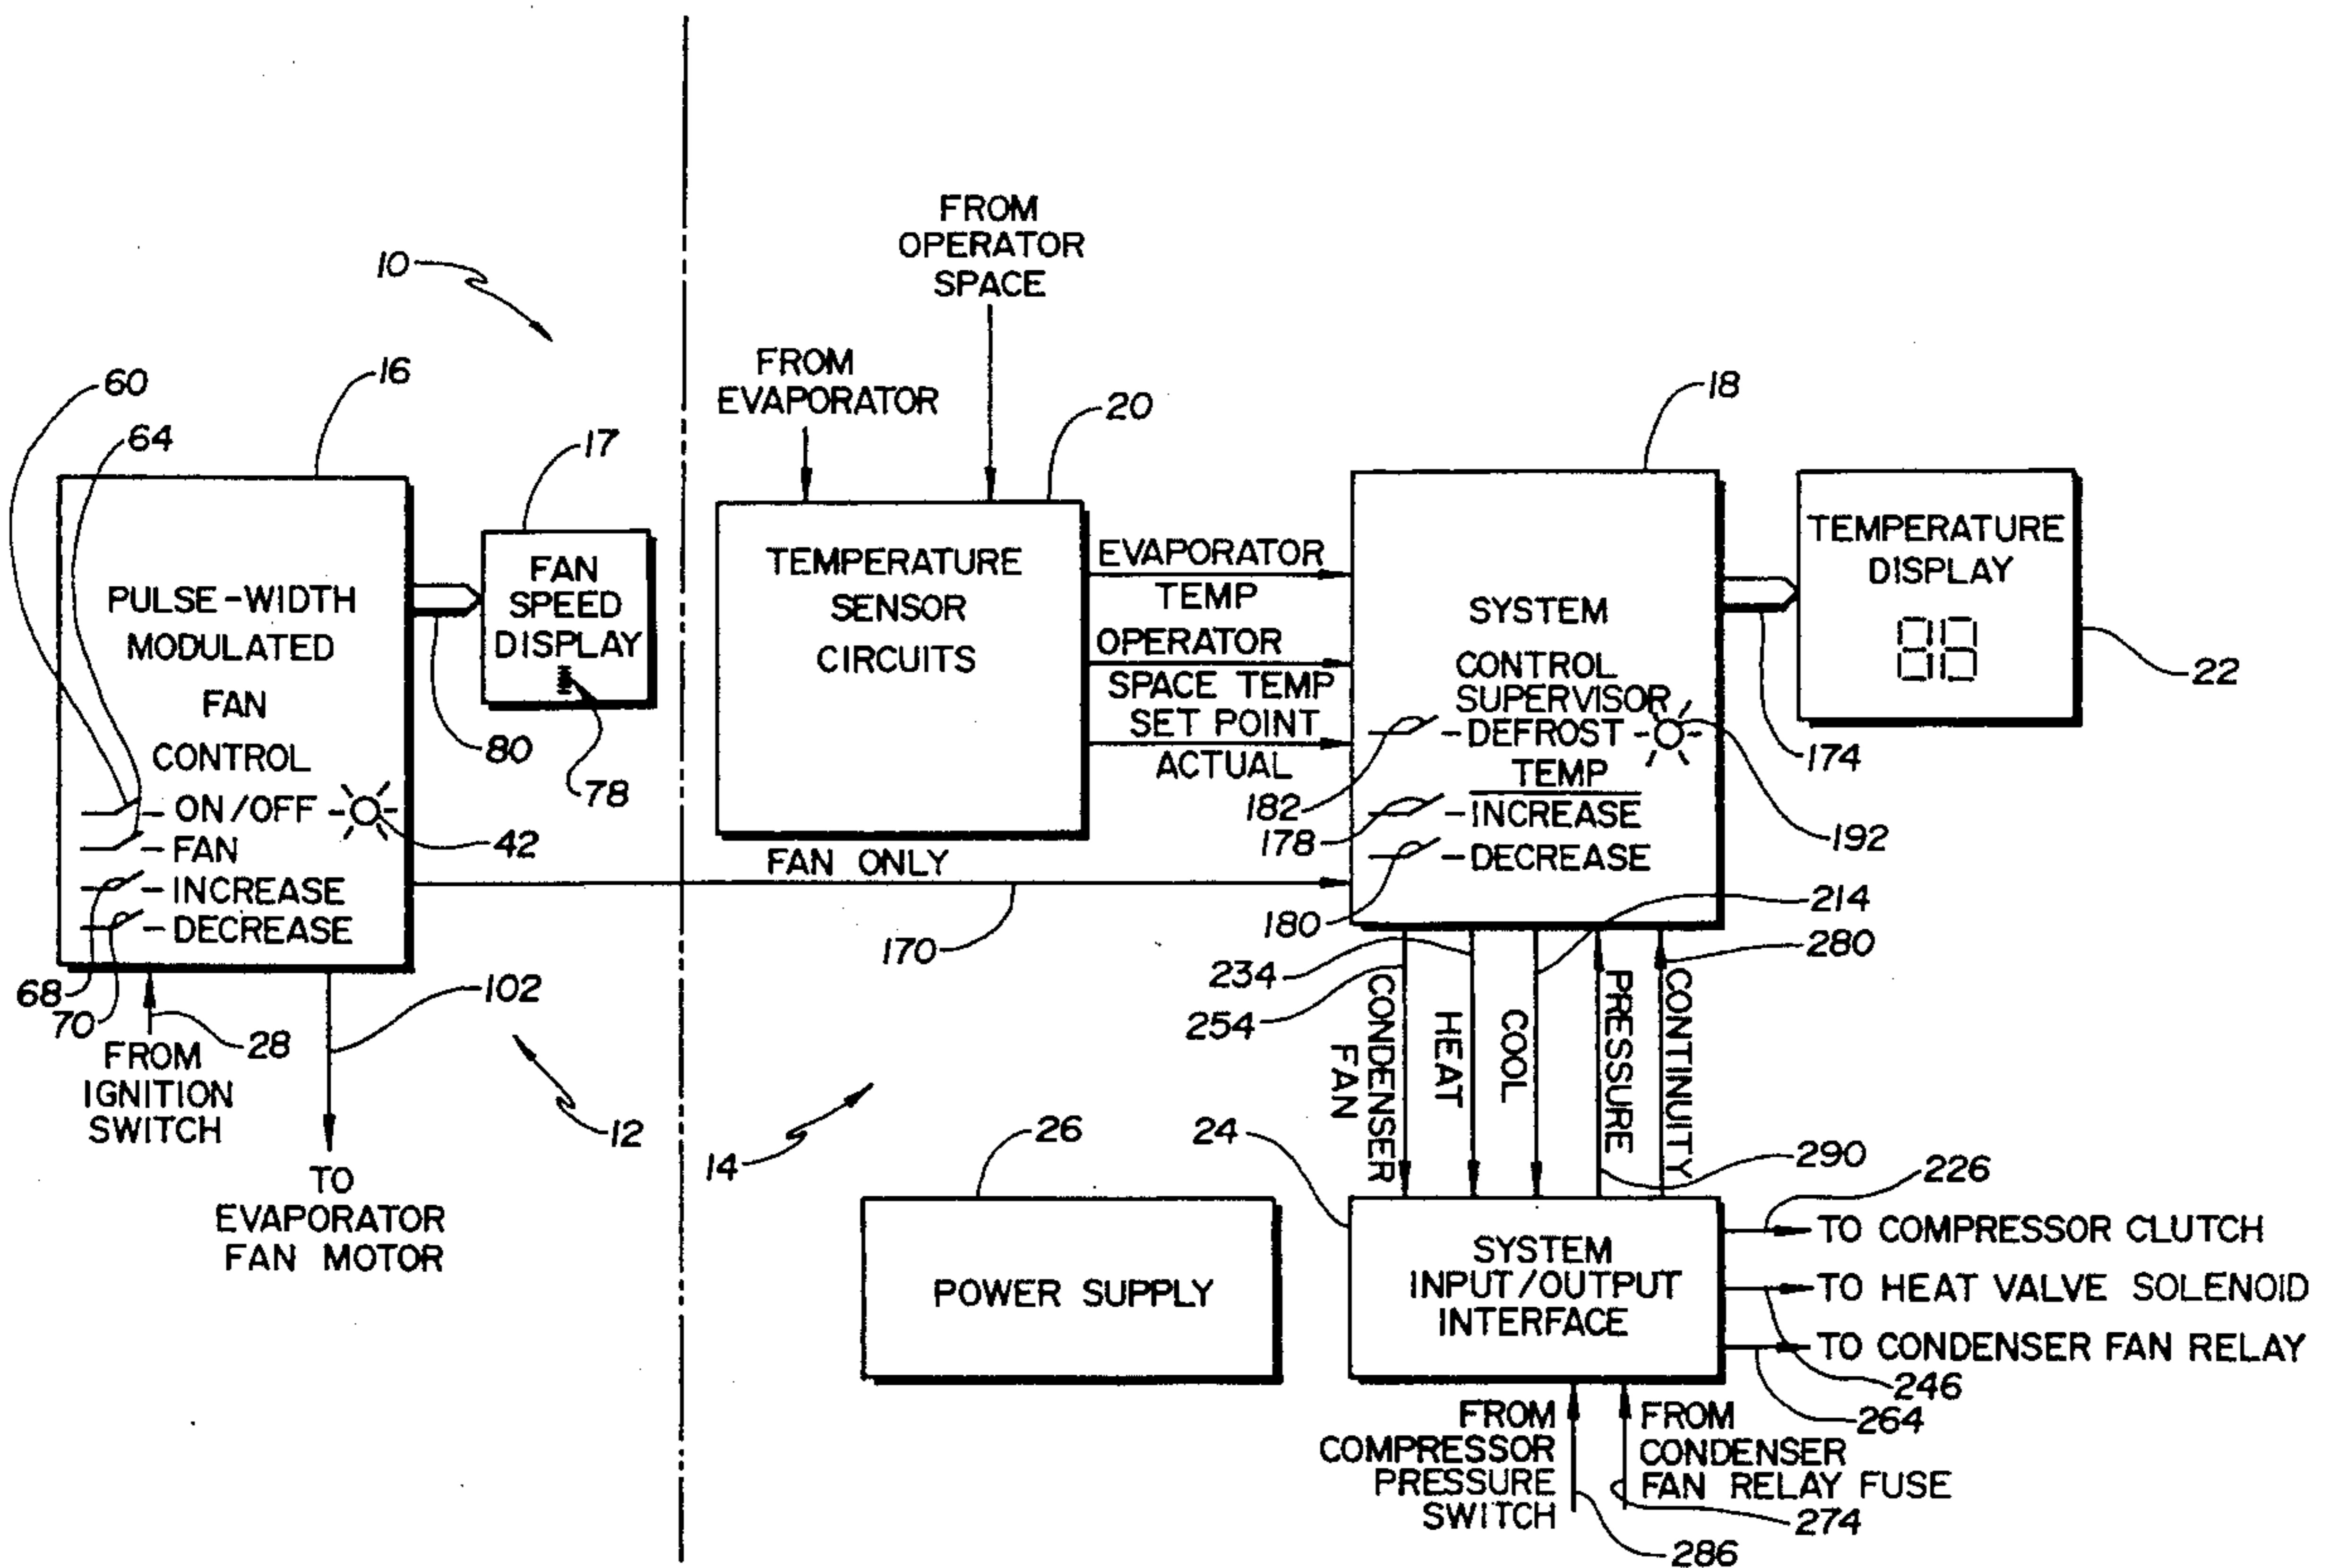 10
16
60
64
17
PULSE-WIDTH
MODULATED
FAN
CONTROL
ON/OFF
FAN
INCREASE
DECREASE
42
68
70
28
FROM
IGNITION
SWITCH
102
TO
EVAPORATOR
FAN MOTOR
12
FAN
SPEED
DISPLAY
80
78
FROM
OPERATOR
SPACE
FROM
EVAPORATOR
20
TEMPERATURE
SENSOR
CIRCUITS
EVAPORATOR
TEMP
OPERATOR
SPACE TEMP
SET POINT
ACTUAL
FAN ONLY
170
14
18
SYSTEM
CONTROL
SUPERVISOR
DEFROST
TEMP
INCREASE
DECREASE
182
178
180
192
TEMPERATURE
DISPLAY
22
174
214
280
234
254
CONDENSER
FAN
HEAT
COOL
PRESSURE
CONTINUITY
290
26
POWER SUPPLY
24
SYSTEM
INPUT/OUTPUT
INTERFACE
226
TO COMPRESSOR CLUTCH
TO HEAT VALVE SOLENOID
TO CONDENSER FAN RELAY
246
264
FROM
COMPRESSOR
PRESSURE
SWITCH
FROM
CONDENSER
FAN RELAY FUSE
274
286